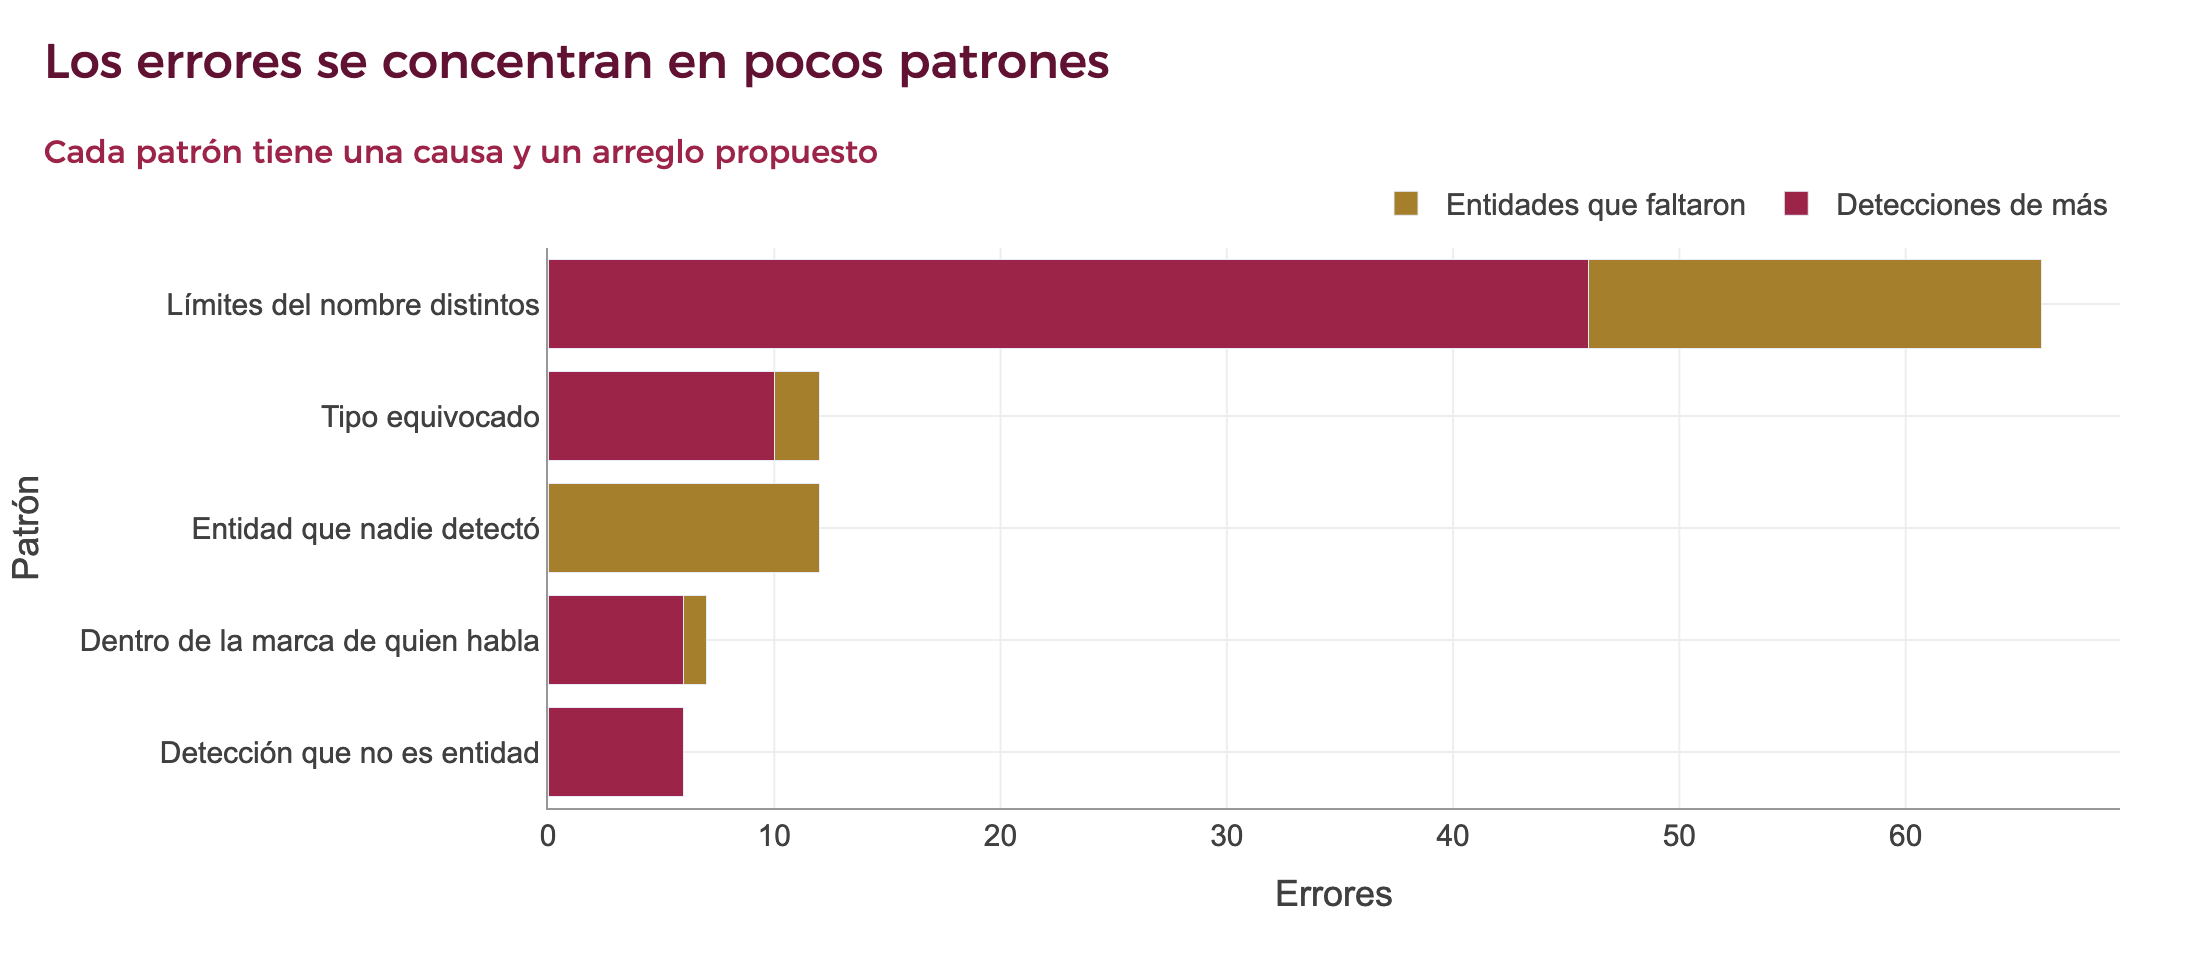 Los errores se concentran en pocos patrones
Cada patrón tiene una causa y un arreglo propuesto
Entidades que faltaron
Detecciones de más
Patrón
Límites del nombre distintos
Tipo equivocado
Entidad que nadie detectó
Dentro de la marca de quien habla
Detección que no es entidad
0 10 20 30 40 50 60
Errores